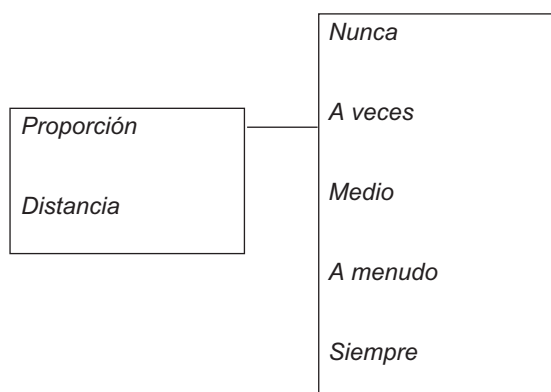 Proporción
Distancia
Nunca
A veces
Medio
A menudo
Siempre